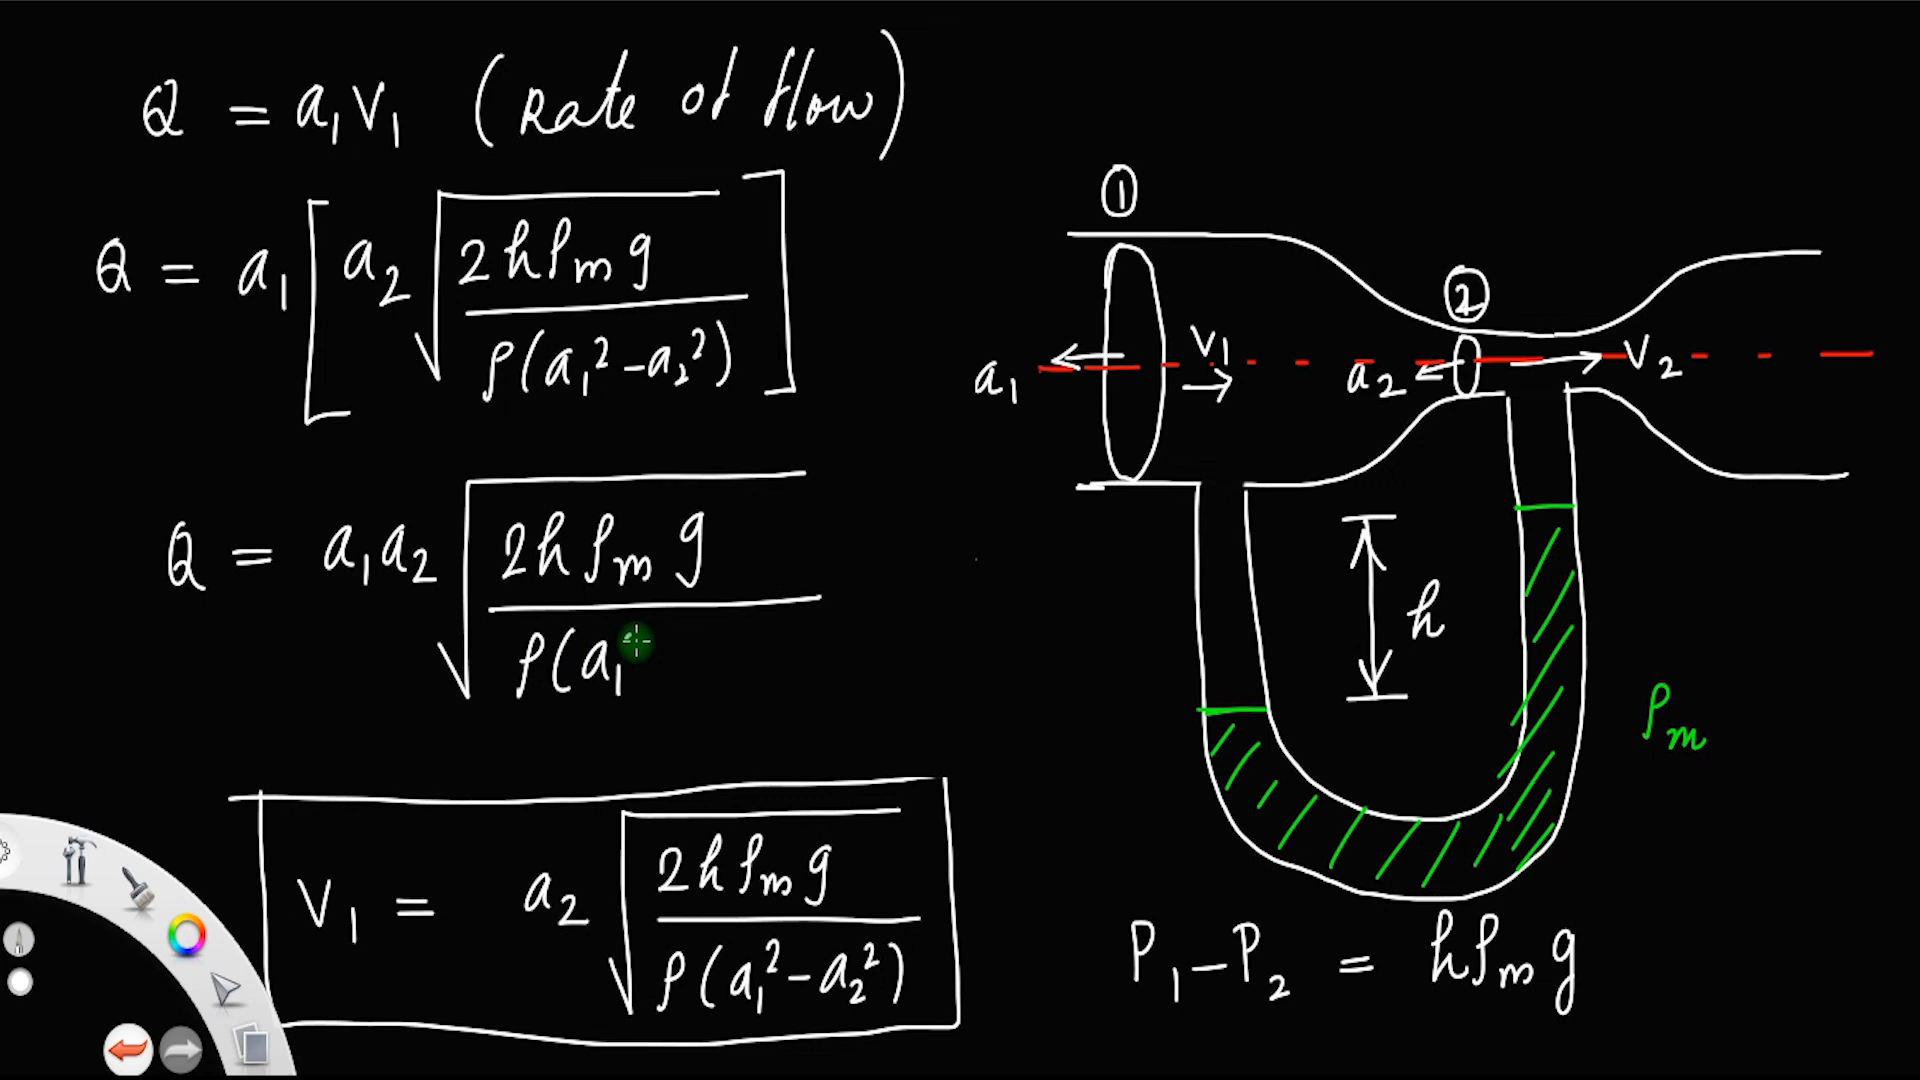 Q = a₁v₁ (Rate of flow)
Q = a₁[a₂√(2hρₘg / ρ(a₁²-a₂²))]
Q = a₁a₂√(2hρₘg / ρ(a₁
v₁ = a₂√(2hρₘg / ρ(a₁²-a₂²))
①
②
a₁
v₁
a₂
v₂
h
ρₘ
P₁-P₂ = hρₘg